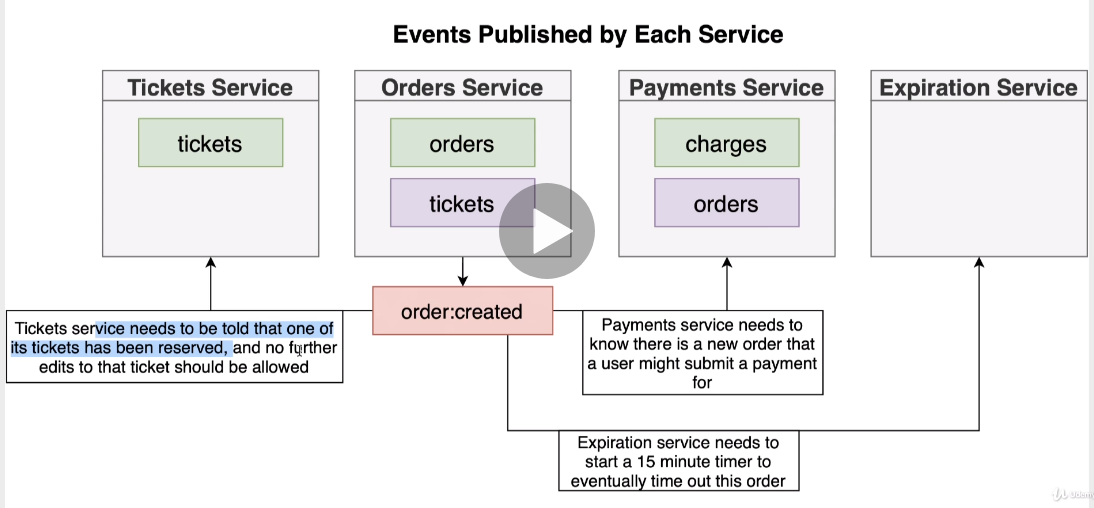 Events Published by Each Service
Tickets Service
tickets
Orders Service
orders
tickets
Payments Service
charges
orders
Expiration Service
order:created
Tickets service needs to be told that one of
its tickets has been reserved, and no further
edits to that ticket should be allowed
Payments service needs to
know there is a new order that
a user might submit a payment
for
Expiration service needs to
start a 15 minute timer to
eventually time out this order